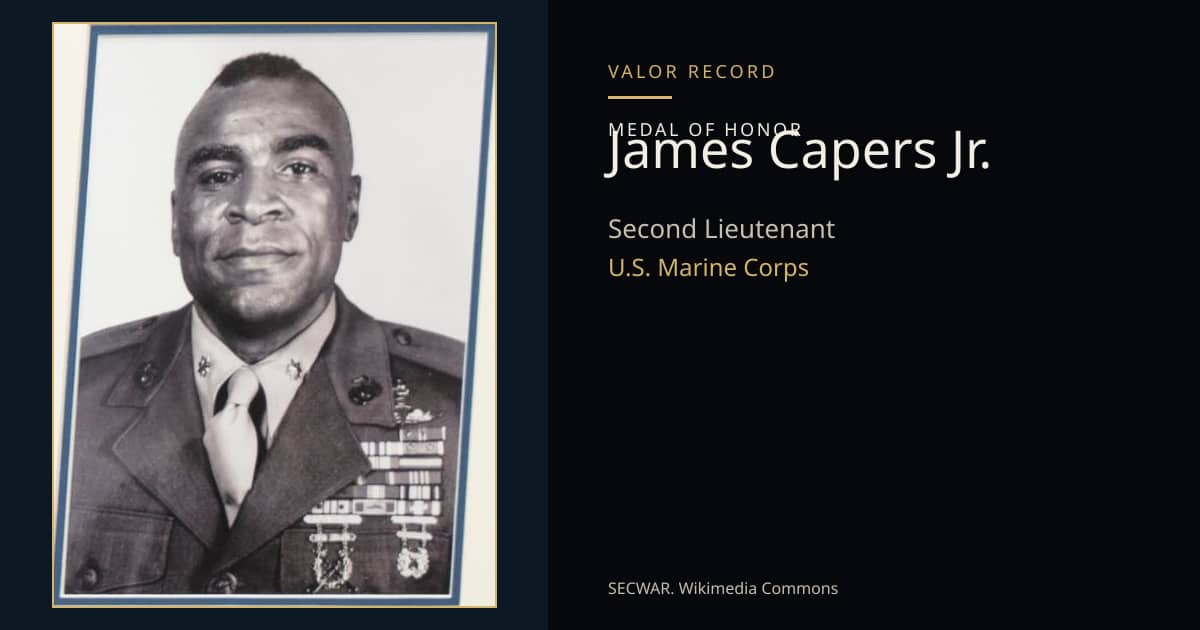 VALOR RECORD
MEDAL OF HONOR
James Capers Jr.
Second Lieutenant
U.S. Marine Corps
SECWAR. Wikimedia Commons